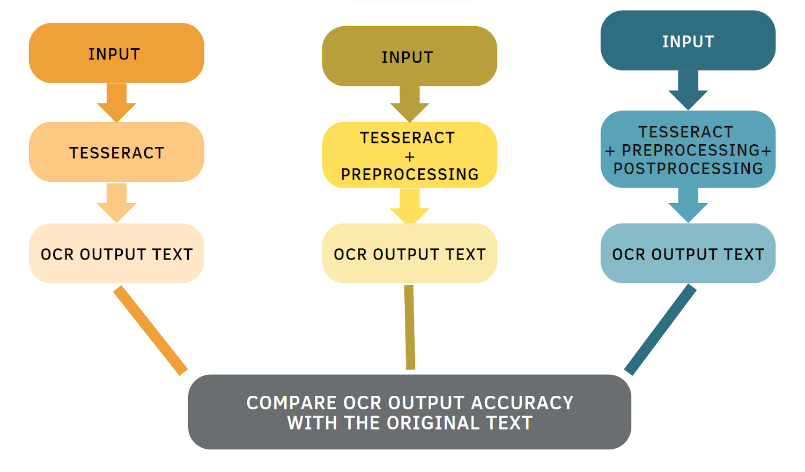 INPUT
TESSERACT
OCR OUTPUT TEXT
INPUT
TESSERACT
+
PREPROCESSING
OCR OUTPUT TEXT
INPUT
TESSERACT
+ PREPROCESSING+
POSTPROCESSING
OCR OUTPUT TEXT
COMPARE OCR OUTPUT ACCURACY
WITH THE ORIGINAL TEXT